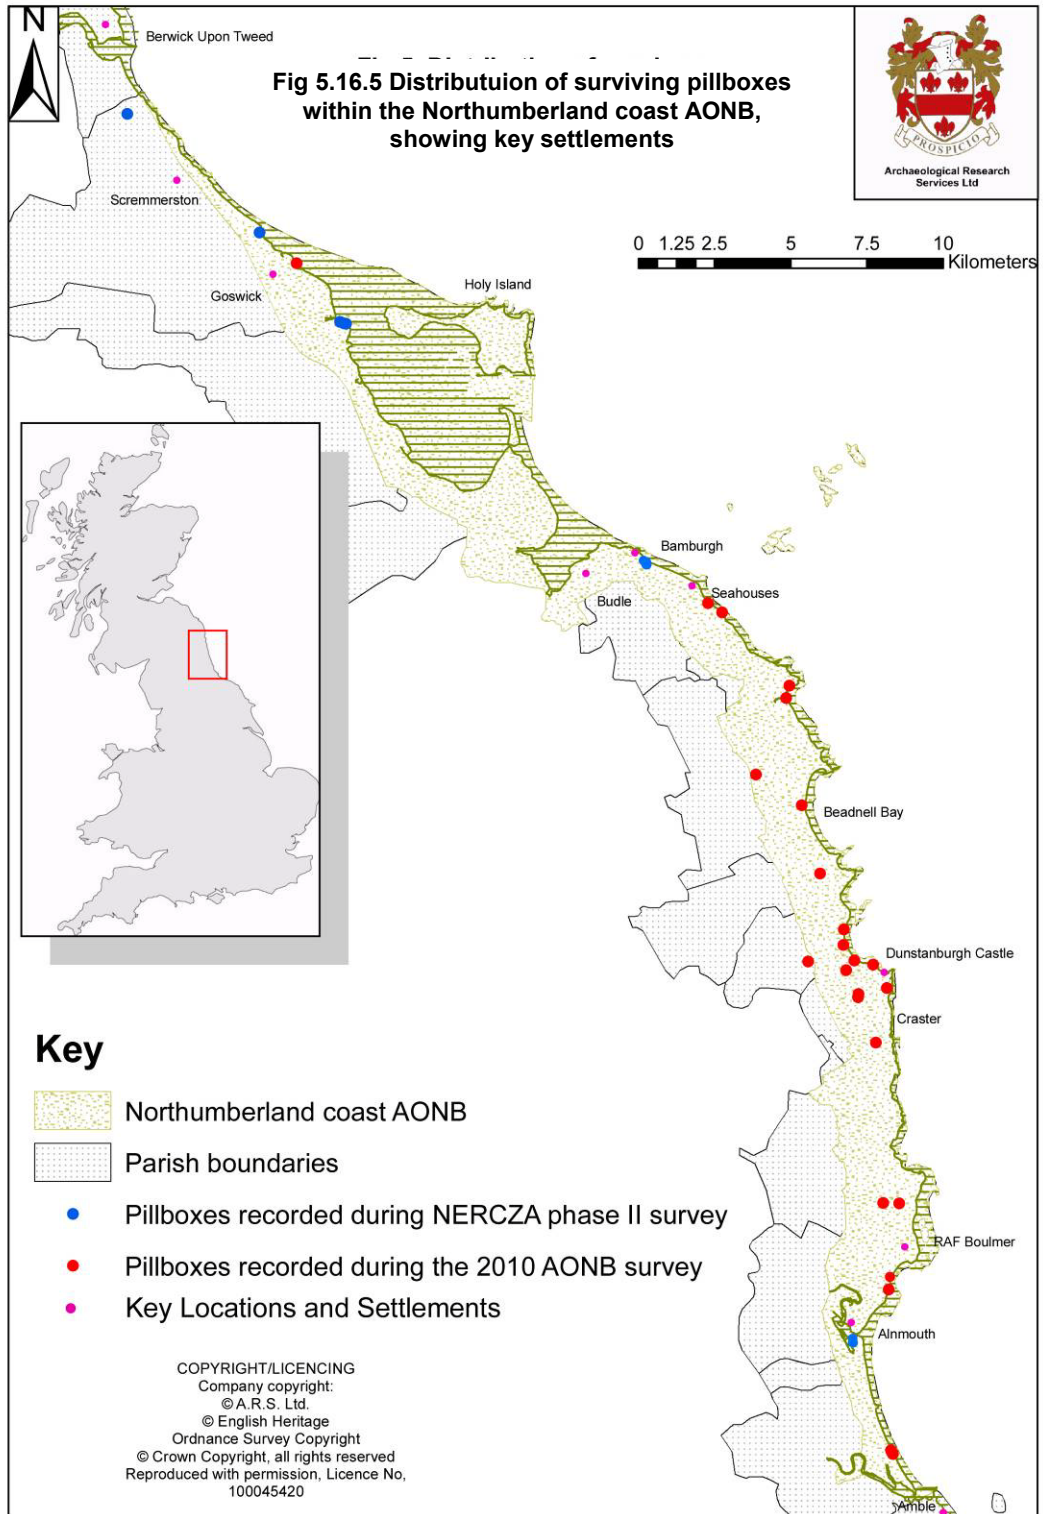 N
Berwick Upon Tweed
Fig 5.16.5 Distributuion of surviving pillboxes
within the Northumberland coast AONB,
showing key settlements
PROSPICIO
Archaeological Research
Services Ltd
Scremmerston
0 1.25 2.5 5 7.5 10
Kilometers
Holy Island
Goswick
Bamburgh
Seahouses
Budle
Beadnell Bay
Dunstanburgh Castle
Craster
Key
Northumberland coast AONB
Parish boundaries
Pillboxes recorded during NERCZA phase II survey
RAF Boulmer
Pillboxes recorded during the 2010 AONB survey
Key Locations and Settlements
Alnmouth
COPYRIGHT/LICENCING
Company copyright:
© A.R.S. Ltd.
© English Heritage
Ordnance Survey Copyright
© Crown Copyright, all rights reserved
Reproduced with permission, Licence No,
100045420
Amble